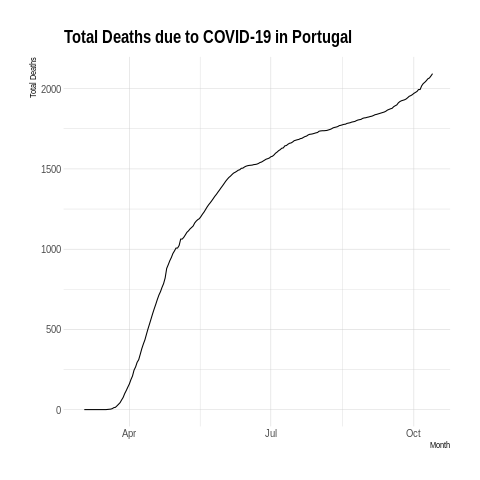 Total Deaths due to COVID-19 in Portugal
Total Deaths
2000
1500
1000
500
0
Apr
Jul
Oct
Month